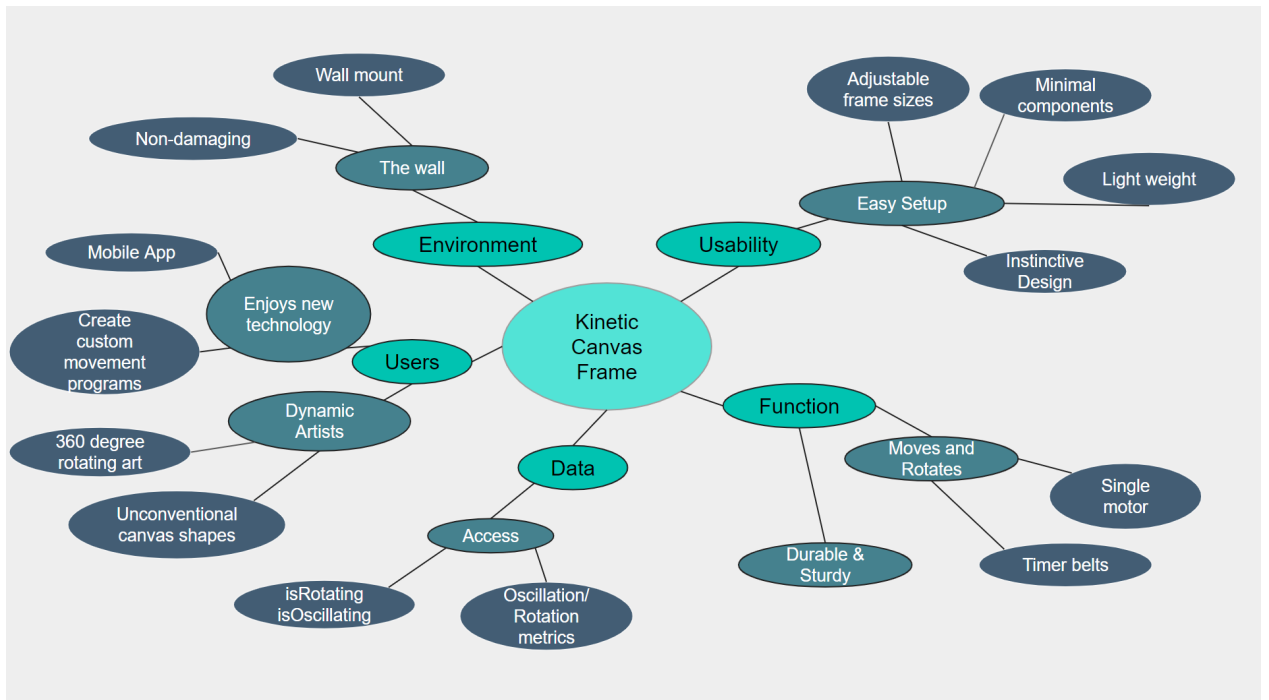 Wall mount
Non-damaging
The wall
Environment
Adjustable
frame sizes
Minimal
components
Light weight
Easy Setup
Usability
Instinctive
Design
Mobile App
Enjoys new
technology
Create
custom
movement
programs
Users
Kinetic
Canvas
Frame
Dynamic
Artists
360 degree
rotating art
Unconventional
canvas shapes
Data
Access
isRotating
isOscillating
Oscillation/
Rotation
metrics
Function
Moves and
Rotates
Single
motor
Timer belts
Durable &
Sturdy